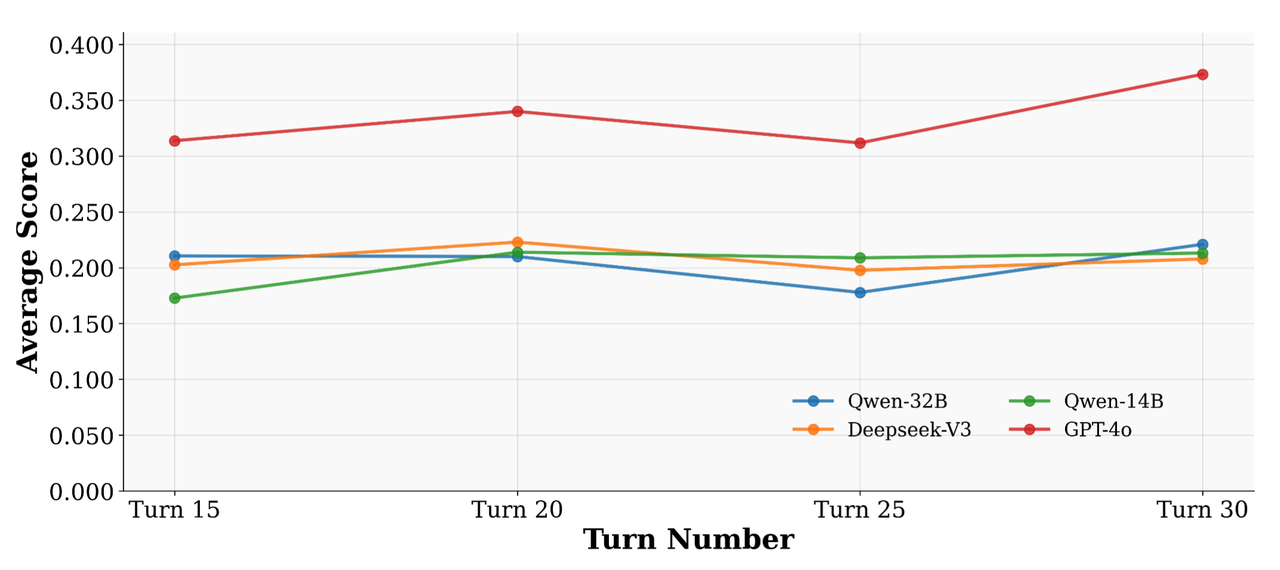 0.400
0.350
0.300
0.250
0.200
0.150
0.100
0.050
0.000
Average Score
Qwen-32B
Deepseek-V3
Qwen-14B
GPT-4o
Turn 15
Turn 20
Turn 25
Turn 30
Turn Number